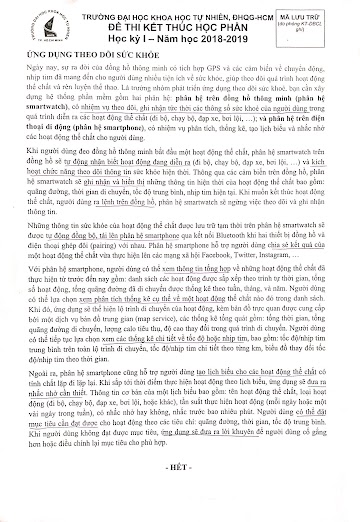 TRƯỜNG ĐẠI HỌC KHOA HỌC TỰ NHIÊN, ĐHQG-HCM
ĐỀ THI KẾT THÚC HỌC PHẦN
Học kỳ I – Năm học 2018-2019
MÃ LƯU TRỮ
(do phòng KT-ĐBCL ghi)
ỨNG DỤNG THEO DÕI SỨC KHỎE
Ngày nay, sự ra đời của đồng hồ thông minh có tích hợp GPS và các cảm biến về chuyển động,
nhịp tim đã mang đến cho người dùng nhiều tiện ích về sức khỏe, giúp theo dõi quá trình hoạt động
thể chất và rèn luyện thể thao. Là trưởng nhóm phát triển ứng dụng theo dõi sức khoẻ, bạn cần xây
dựng hệ thống phần mềm gồm hai phân hệ: phân hệ trên đồng hồ thông minh (phân hệ
smartwatch), có nhiệm vụ theo dõi, ghi nhận tức thời các thông số sức khoẻ của người dùng trong
quá trình diễn ra các hoạt động thể chất (đi bộ, chạy bộ, đạp xe, bơi lội, …); và phân hệ trên điện
thoại di động (phân hệ smartphone), có nhiệm vụ phân tích, thống kê, tạo lịch biểu và nhắc nhở
các hoạt động thể chất cho người dùng.
Khi người dùng đeo đồng hồ thông minh bắt đầu một hoạt động thể chất, phân hệ smartwatch trên
đồng hồ sẽ tự động nhận biết hoạt động đang diễn ra (đi bộ, chạy bộ, đạp xe, bơi lội, …) và kích
hoạt chức năng theo dõi thông tin sức khỏe hiện thời. Thông qua các cảm biến trên đồng hồ, phân
hệ smartwatch sẽ ghi nhận và hiển thị những thông tin hiện thời của hoạt động thể chất bao gồm:
quãng đường, thời gian di chuyển, tốc độ trung bình, nhịp tim hiện tại. Khi muốn kết thúc hoạt động
thể chất, người dùng ra lệnh trên đồng hồ, phân hệ smartwatch sẽ ngừng việc theo dõi và ghi nhận
thông tin.
Những thông tin sức khỏe của hoạt động thể chất được lưu trữ tạm thời trên phân hệ smartwatch sẽ
được tự động đồng bộ, tải lên phân hệ smartphone qua kết nối Bluetooth khi hai thiết bị đồng hồ và
điện thoại ghép đôi (pairing) với nhau. Phân hệ smartphone hỗ trợ người dùng chia sẻ kết quả của
một hoạt động thể chất vừa thực hiện lên các mạng xã hội Facebook, Twitter, Instagram, …
Với phân hệ smartphone, người dùng có thể xem thông tin tổng hợp về những hoạt động thể chất đã
thực hiện từ trước đến nay gồm: danh sách các hoạt động được sắp xếp theo trình tự thời gian, tổng
số hoạt động, tổng quãng đường đã di chuyển được thống kê theo tuần, tháng, và năm. Người dùng
có thể lựa chọn xem phân tích thống kê cụ thể về một hoạt động thể chất nào đó trong danh sách.
Khi đó, ứng dụng sẽ thể hiện lộ trình di chuyển của hoạt động, kèm bản đồ trực quan được cung cấp
bởi một dịch vụ bản đồ trung gian (map service), các thống kê tổng quát gồm: tổng thời gian, tổng
quãng đường di chuyển, lượng calo tiêu thụ, độ cao thay đổi trong quá trình di chuyển. Người dùng
có thể tiếp tục lựa chọn xem các thống kê chi tiết về tốc độ hoặc nhịp tim, bao gồm: tốc độ/nhịp tim
trung bình trên toàn lộ trình di chuyển, tốc độ/nhịp tim chi tiết theo từng km, biểu đồ thay đổi tốc
độ/nhịp tim theo thời gian.
Ngoài ra, phân hệ smartphone cũng hỗ trợ người dùng tạo lịch biểu cho các hoạt động thể chất có
tính chất lặp đi lặp lại. Khi sắp tới thời điểm thực hiện hoạt động theo lịch biểu, ứng dụng sẽ đưa ra
nhắc nhở cần thiết. Thông tin cơ bản của một lịch biểu bao gồm: tên hoạt động thể chất, loại hoạt
động (đi bộ, chạy bộ, đạp xe, bơi lội, hoặc khác), tần suất thực hiện hoạt động (mỗi ngày hoặc một
vài ngày trong tuần), có nhắc nhở hay không, nhắc trước bao nhiêu phút. Người dùng có thể đặt
mục tiêu cần đạt được cho hoạt động theo các tiêu chí: quãng đường, thời gian, tốc độ trung bình.
Khi người dùng không đạt được mục tiêu, ứng dụng sẽ đưa ra lời khuyên để người dùng cố gắng
hơn hoặc điều chỉnh lại mục tiêu cho phù hợp.
- HẾT -